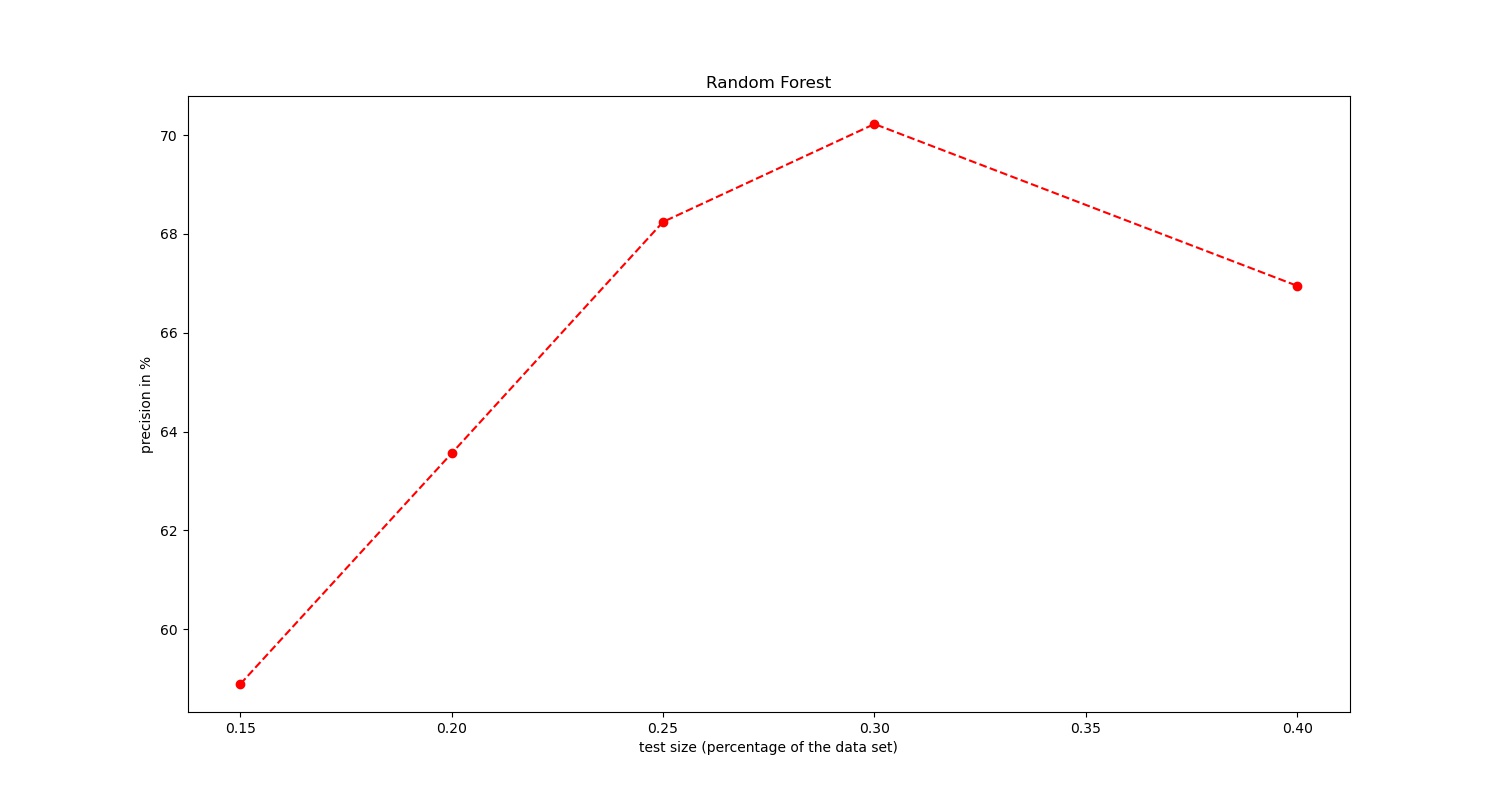 Random Forest
70
68
66
64
62
60
precision in %
0.15 0.20 0.25 0.30 0.35 0.40
test size (percentage of the data set)